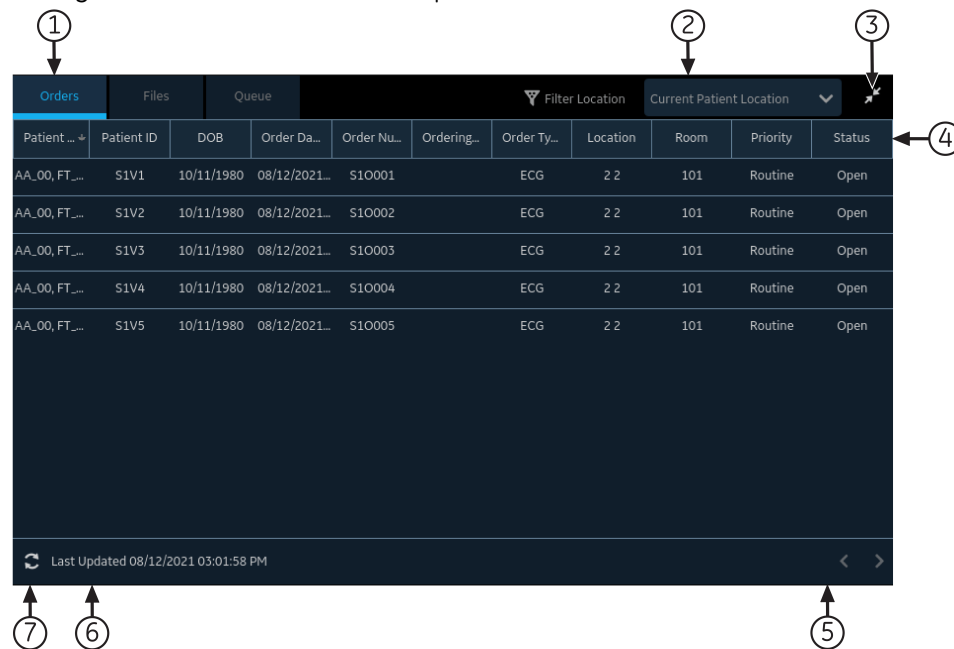 1 2 3
Orders Files Queue Filter Location Current Patient Location
Patient ... Patient ID DOB Order Da... Order Nu... Ordering... Order Ty... Location Room Priority Status 4
AA_00, FT_... S1V1 10/11/1980 08/12/2021... S1O001 ECG 2 2 101 Routine Open
AA_00, FT_... S1V2 10/11/1980 08/12/2021... S1O002 ECG 2 2 101 Routine Open
AA_00, FT_... S1V3 10/11/1980 08/12/2021... S1O003 ECG 2 2 101 Routine Open
AA_00, FT_... S1V4 10/11/1980 08/12/2021... S1O004 ECG 2 2 101 Routine Open
AA_00, FT_... S1V5 10/11/1980 08/12/2021... S1O005 ECG 2 2 101 Routine Open
Last Updated 08/12/2021 03:01:58 PM
7 6 5